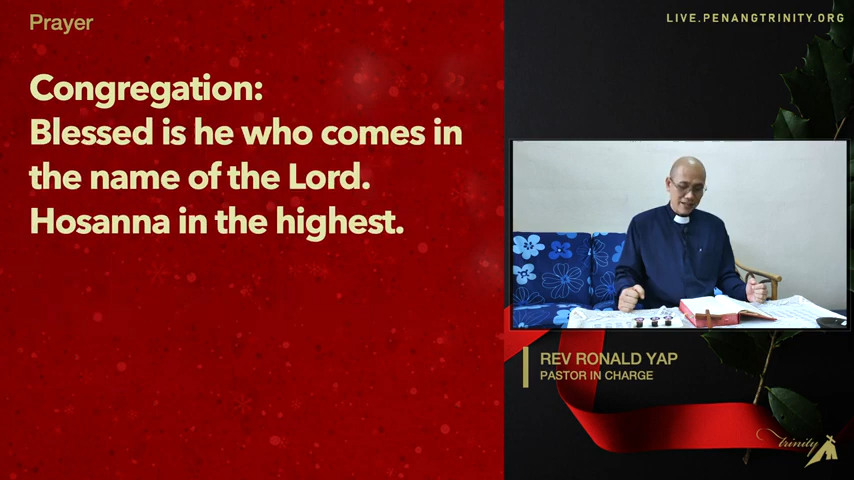 Prayer
Congregation:
Blessed is he who comes in
the name of the Lord.
Hosanna in the highest.
LIVE.PENANGTRINITY.ORG
REV RONALD YAP
PASTOR IN CHARGE
trinity